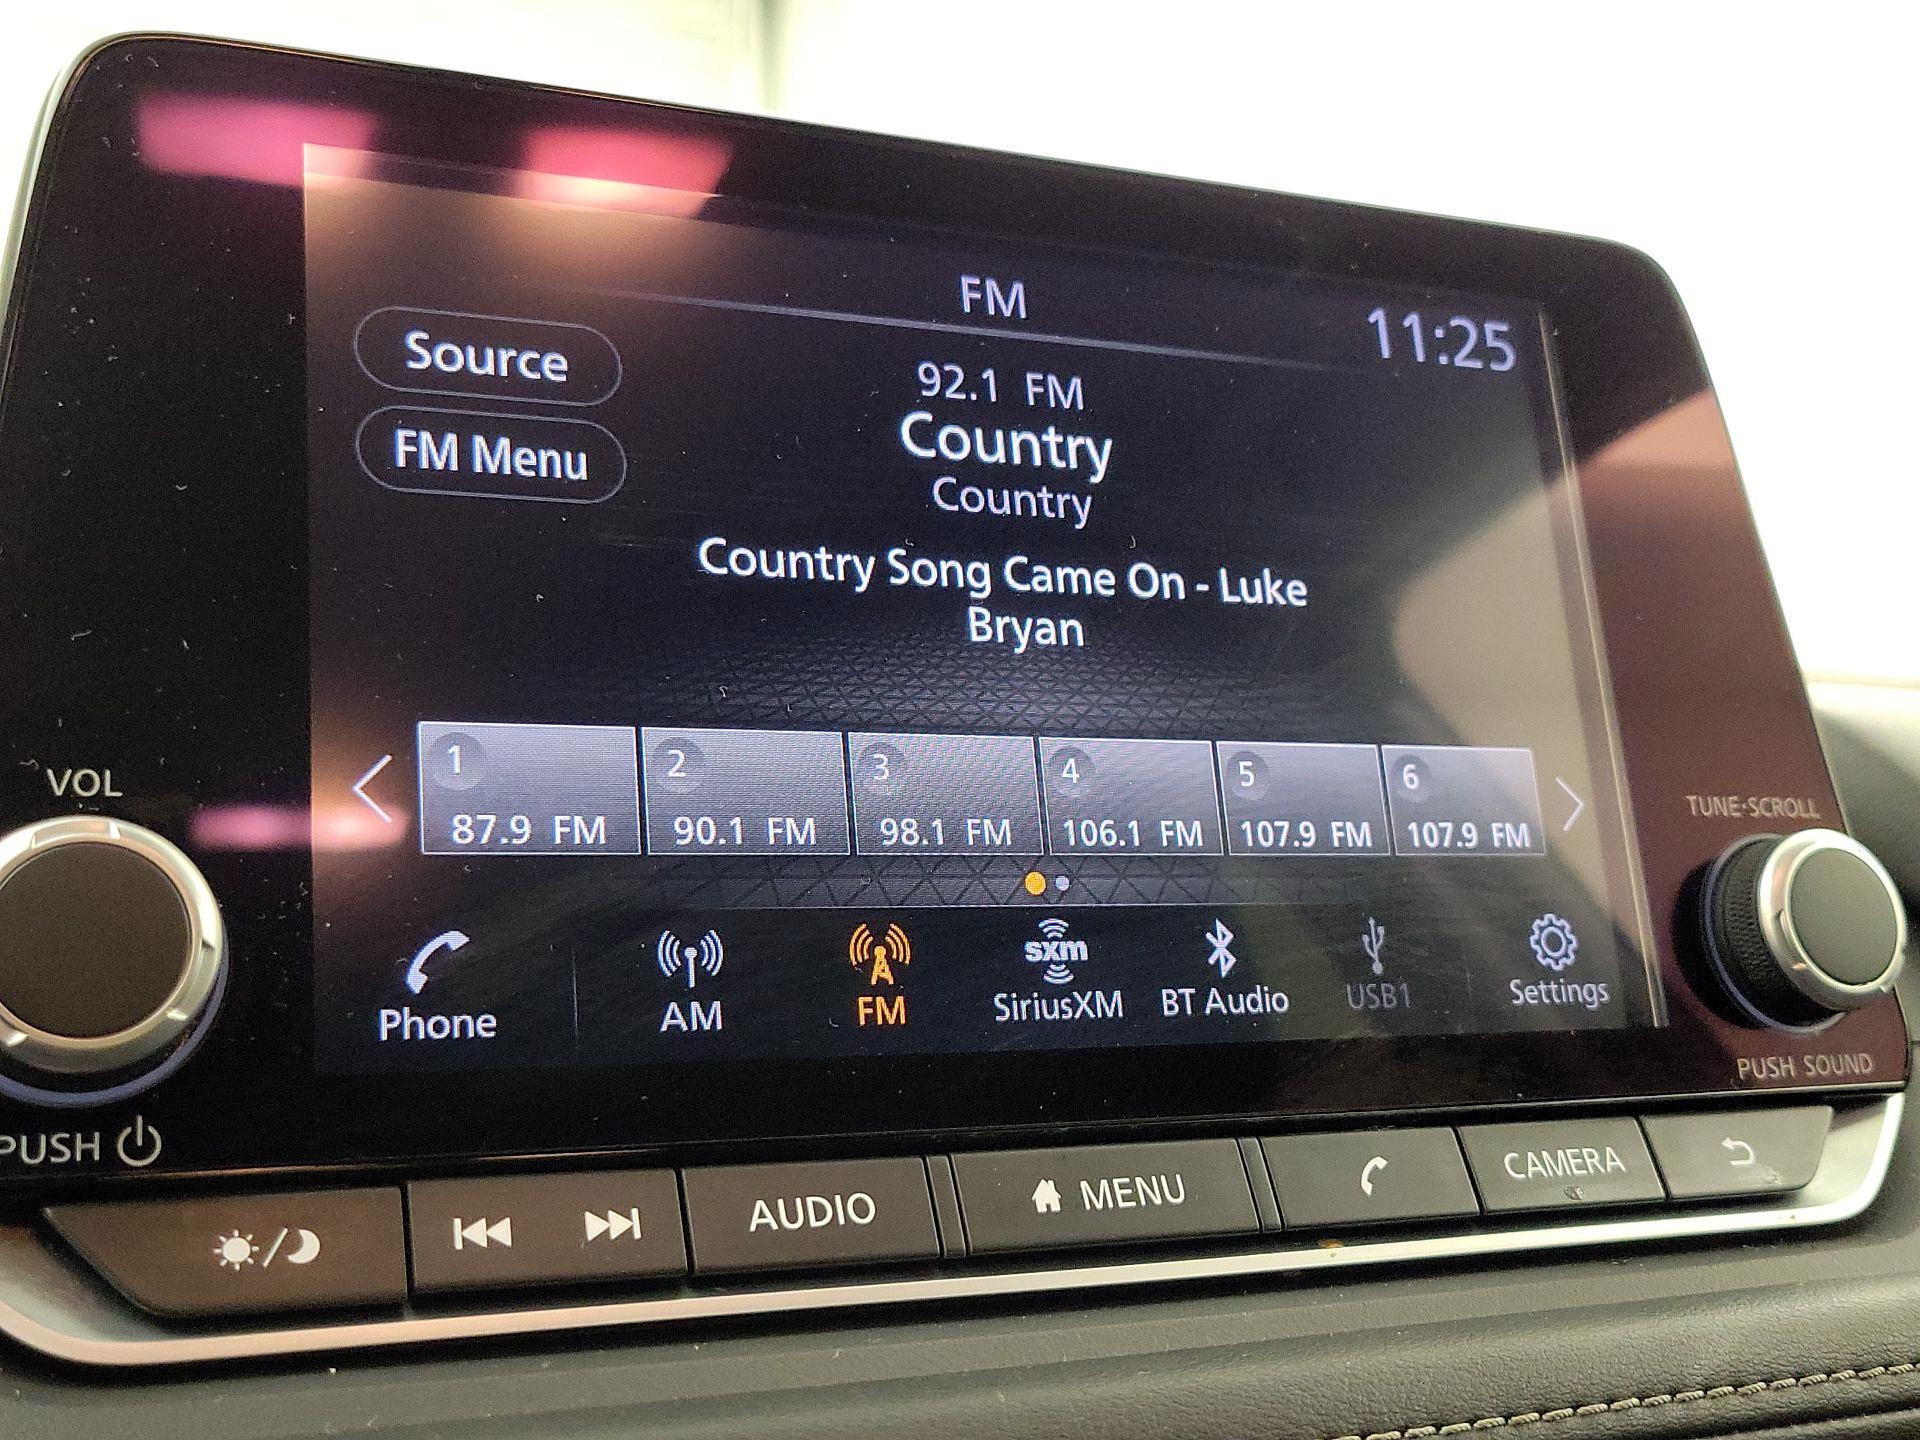 FM
11:25
Source
FM Menu
92.1 FM
Country
Country
Country Song Came On - Luke
Bryan
1
87.9 FM
2
90.1 FM
3
98.1 FM
4
106.1 FM
5
107.9 FM
6
107.9 FM
Phone
AM
FM
sxm
SiriusXM
BT Audio
USB1
Settings
VOL
PUSH
TUNE·SCROLL
PUSH SOUND
AUDIO
MENU
CAMERA